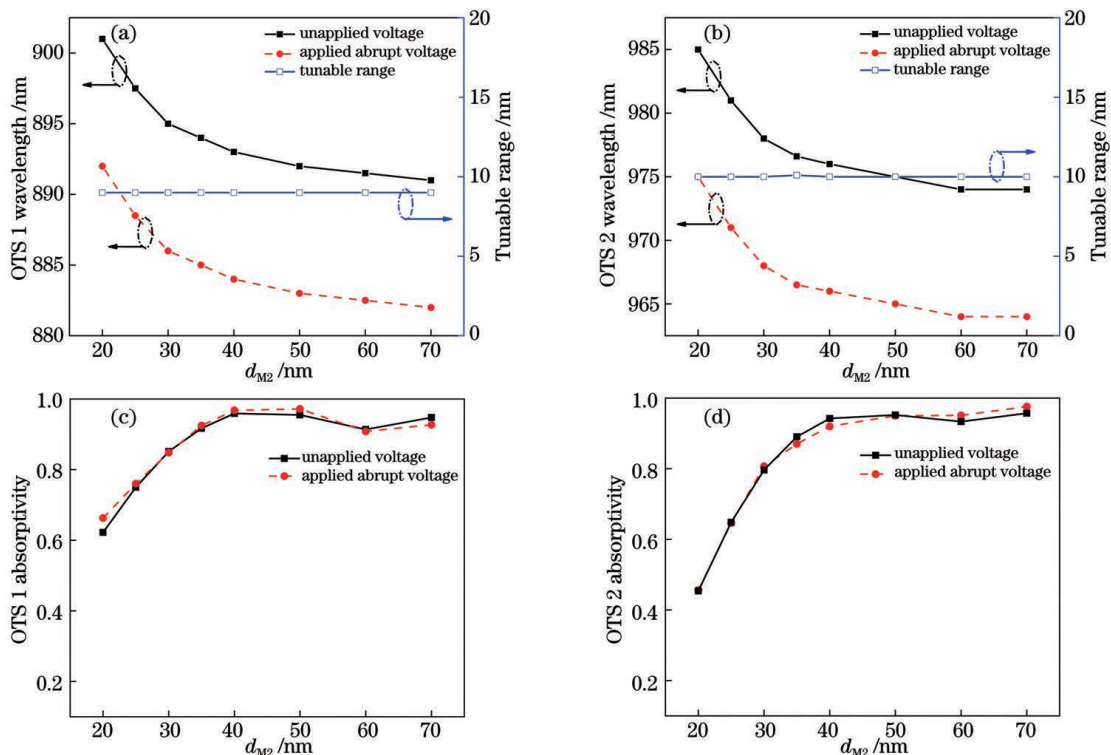 (a)
unapplied voltage
applied abrupt voltage
tunable range
OTS 1 wavelength /nm
900
895
890
885
880
Tunable range /nm
20
15
10
5
0
20 30 40 50 60 70
d_M2 /nm
(b)
unapplied voltage
applied abrupt voltage
tunable range
OTS 2 wavelength /nm
985
980
975
970
965
Tunable range /nm
20
15
10
5
0
20 30 40 50 60 70
d_M2 /nm
(c)
unapplied voltage
applied abrupt voltage
OTS 1 absorptivity
1.0
0.8
0.6
0.4
0.2
20 30 40 50 60 70
d_M2 /nm
(d)
unapplied voltage
applied abrupt voltage
OTS 2 absorptivity
1.0
0.8
0.6
0.4
0.2
20 30 40 50 60 70
d_M2 /nm